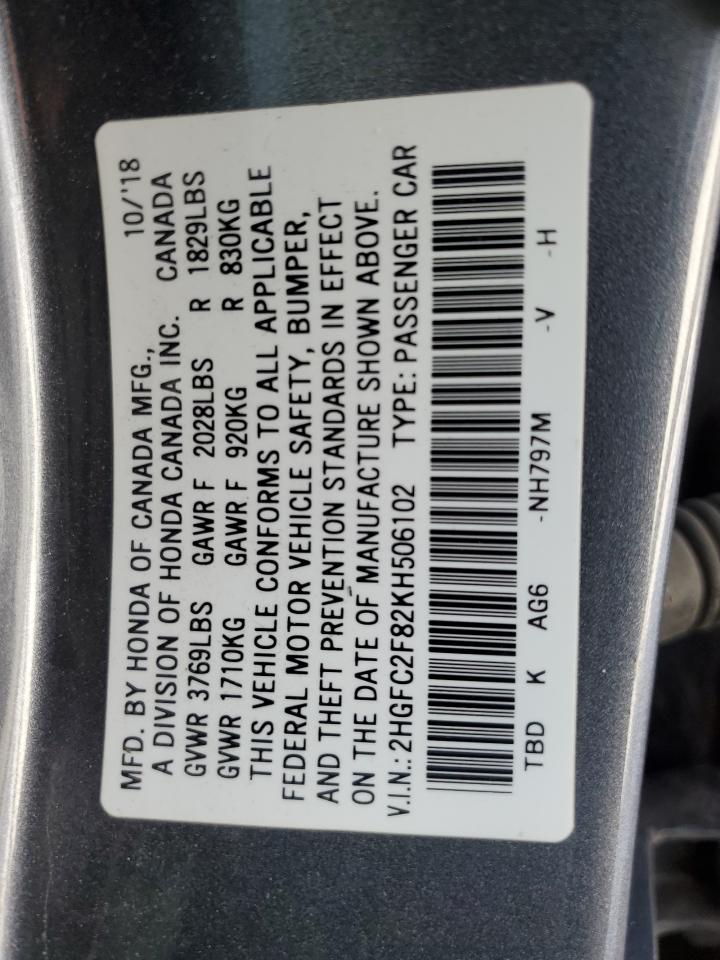 MFD. BY HONDA OF CANADA MFG., 10/'18
A DIVISION OF HONDA CANADA INC. CANADA
GVWR 3769LBS GAWR F 2028LBS R 1829LBS
GVWR 1710KG GAWR F 920KG R 830KG
THIS VEHICLE CONFORMS TO ALL APPLICABLE
FEDERAL MOTOR VEHICLE SAFETY, BUMPER,
AND THEFT PREVENTION STANDARDS IN EFFECT
ON THE DATE OF MANUFACTURE SHOWN ABOVE.
V.I.N.: 2HGFC2F82KH506102 TYPE: PASSENGER CAR
TBD K AG6 -NH797M -V -H